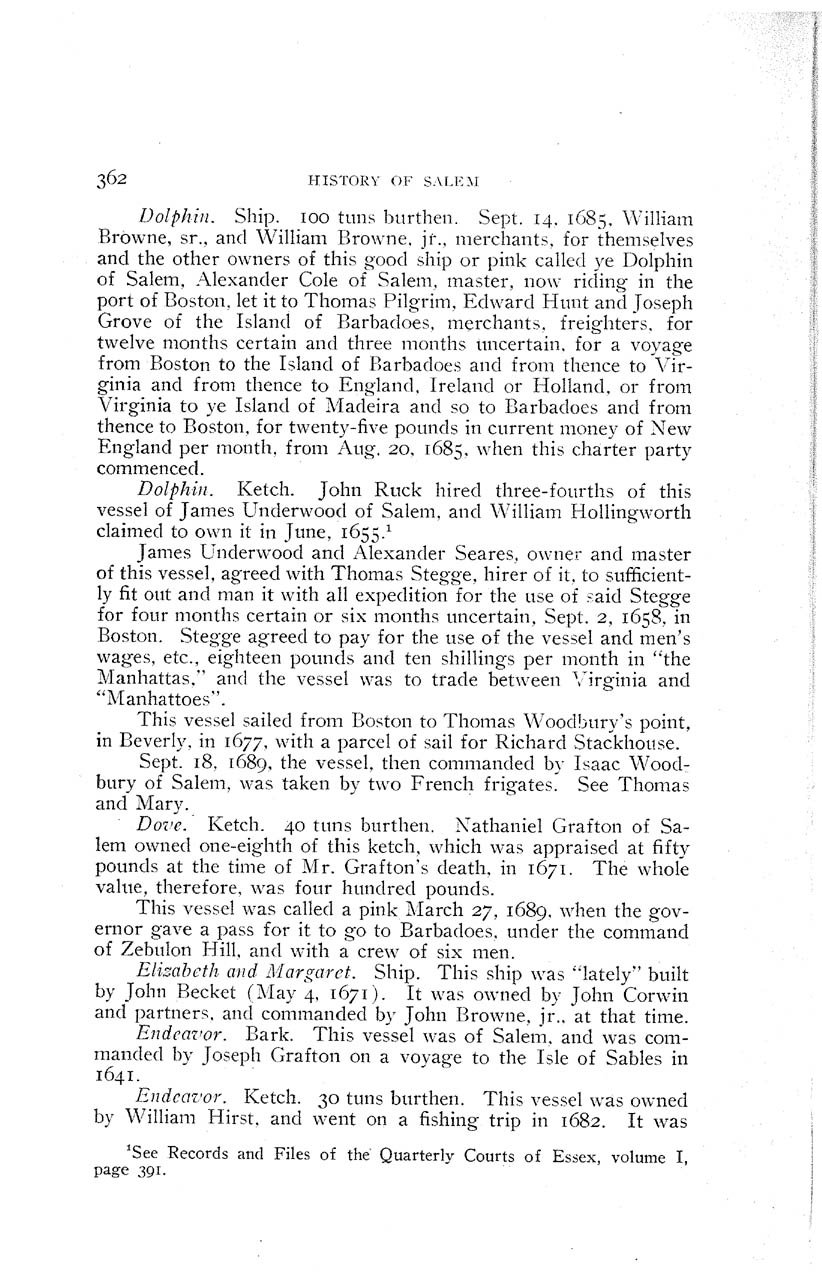 362 HISTORY OF SALEM
Dolphin. Ship. 100 tuns burthen. Sept. 14, 1685, William
Browne, sr., and William Browne, jr., merchants, for themselves
and the other owners of this good ship or pink called ye Dolphin
of Salem, Alexander Cole of Salem, master, now riding in the
port of Boston, let it to Thomas Pilgrim, Edward Hunt and Joseph
Grove of the Island of Barbadoes, merchants, freighters, for
twelve months certain and three months uncertain, for a voyage
from Boston to the Island of Barbadoes and from thence to Vir-
ginia and from thence to England, Ireland or Holland, or from
Virginia to ye Island of Madeira and so to Barbadoes and from
thence to Boston, for twenty-five pounds in current money of New
England per month, from Aug. 20, 1685, when this charter party
commenced.
Dolphin. Ketch. John Ruck hired three-fourths of this
vessel of James Underwood of Salem, and William Hollingworth
claimed to own it in June, 1655.¹
James Underwood and Alexander Seares, owner and master
of this vessel, agreed with Thomas Stegge, hirer of it, to sufficient-
ly fit out and man it with all expedition for the use of said Stegge
for four months certain or six months uncertain, Sept. 2, 1658, in
Boston. Stegge agreed to pay for the use of the vessel and men's
wages, etc., eighteen pounds and ten shillings per month in "the
Manhattas," and the vessel was to trade between Virginia and
"Manhattoes".
This vessel sailed from Boston to Thomas Woodbury's point,
in Beverly, in 1677, with a parcel of sail for Richard Stackhouse.
Sept. 18, 1689, the vessel, then commanded by Isaac Wood-
bury of Salem, was taken by two French frigates. See Thomas
and Mary.
Dove. Ketch. 40 tuns burthen. Nathaniel Grafton of Sa-
lem owned one-eighth of this ketch, which was appraised at fifty
pounds at the time of Mr. Grafton's death, in 1671. The whole
value, therefore, was four hundred pounds.
This vessel was called a pink March 27, 1689, when the gov-
ernor gave a pass for it to go to Barbadoes, under the command
of Zebulon Hill, and with a crew of six men.
Elizabeth and Margaret. Ship. This ship was "lately" built
by John Becket (May 4, 1671). It was owned by John Corwin
and partners, and commanded by John Browne, jr., at that time.
Endeavor. Bark. This vessel was of Salem, and was com-
manded by Joseph Grafton on a voyage to the Isle of Sables in
1641.
Endeavor. Ketch. 30 tuns burthen. This vessel was owned
by William Hirst, and went on a fishing trip in 1682. It was
¹See Records and Files of the Quarterly Courts of Essex, volume I,
page 391.